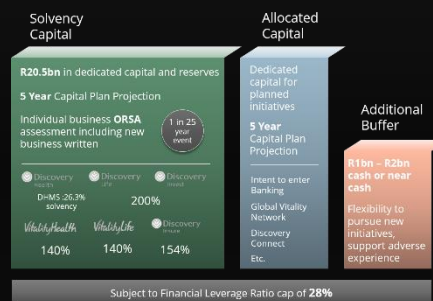 Solvency
Capital
R20.5bn in dedicated capital and reserves
5 Year Capital Plan Projection
Individual business ORSA
assessment including new
business written
1 in 25
year
event
Discovery
Health
Discovery
Life
Discovery
Invest
DHMS :26.3%
solvency
200%
VitalityHealth
VitalityLife
Discovery
Insure
140%
140%
154%
Allocated
Capital
Dedicated
capital for
planned
initiatives
5 Year
Capital Plan
Projection
Intent to enter
Banking
Global Vitality
Network
Discovery
Connect
Etc.
Additional
Buffer
R1bn – R2bn
cash or near
cash
Flexibility to
pursue new
initiatives,
support adverse
experience
Subject to Financial Leverage Ratio cap of 28%